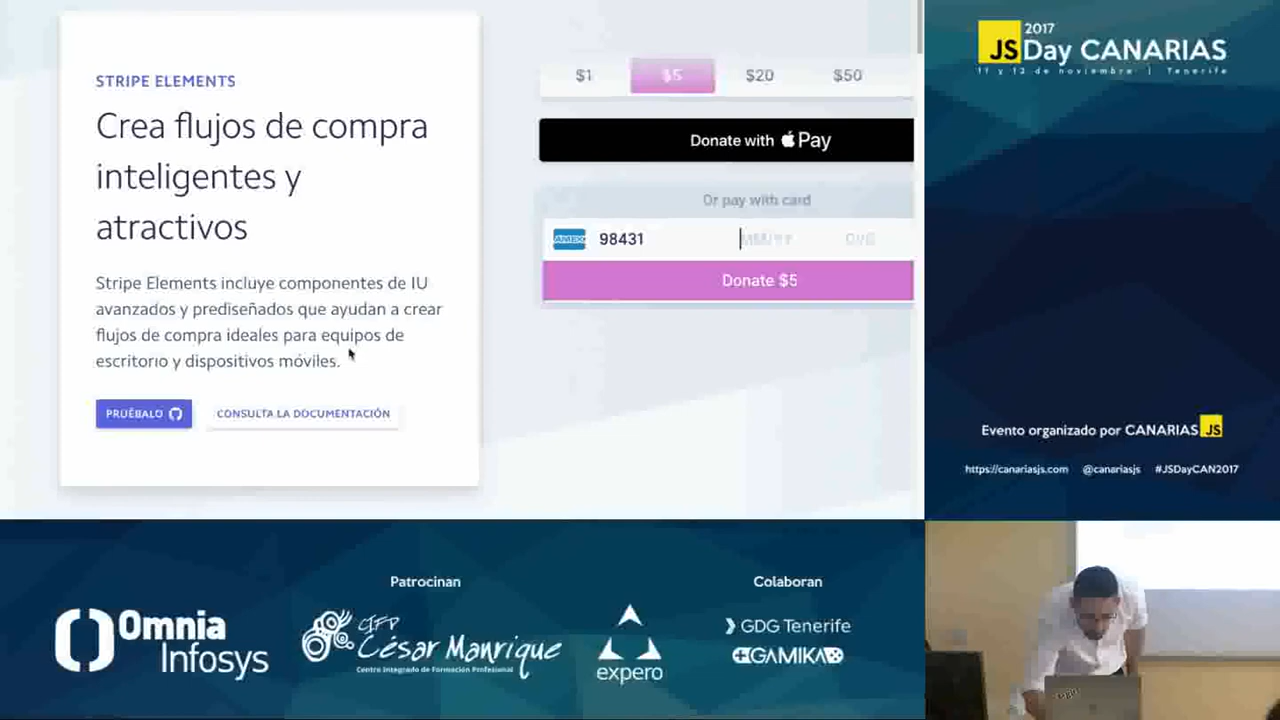 STRIPE ELEMENTS
Crea flujos de compra
inteligentes y
atractivos
Stripe Elements incluye componentes de IU
avanzados y prediseñados que ayudan a crear
flujos de compra ideales para equipos de
escritorio y dispositivos móviles.
PRUÉBALO
CONSULTA LA DOCUMENTACIÓN
$1 $5 $20 $50
Donate with Pay
Or pay with card
AMEX 98431 MM/YY CVC
Donate $5
2017
JS Day CANARIAS
11 y 12 de noviembre | Tenerife
Evento organizado por CANARIAS JS
https://canariasjs.com @canariasjs #JSDayCAN2017
Patrocinan
Omnia
Infosys
CIFP
César Manrique
Centro Integrado de Formación Profesional
expero
Colaboran
GDG Tenerife
GAMIKA